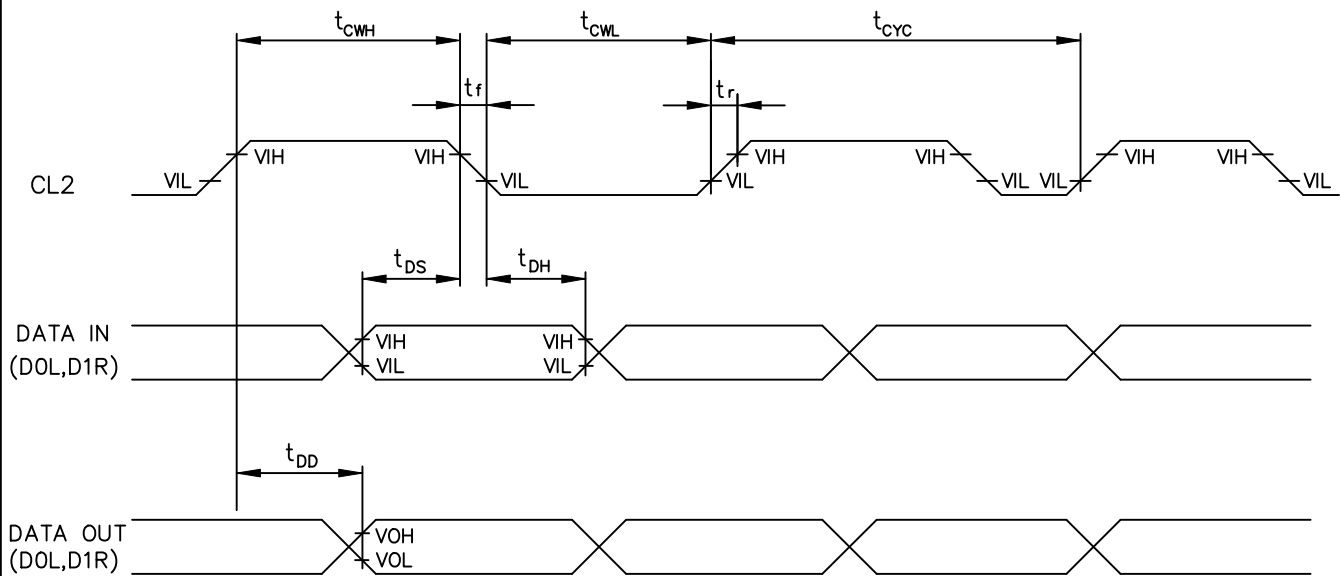 tCWH tCWL tCYC
tf tr
VIH VIH VIH VIH VIH VIH
CL2 VIL VIL VIL VIL VIL VIL
tDS tDH
DATA IN
(D0L,D1R)
VIH VIH
VIL VIL
tDD
DATA OUT
(D0L,D1R)
VOH
VOL